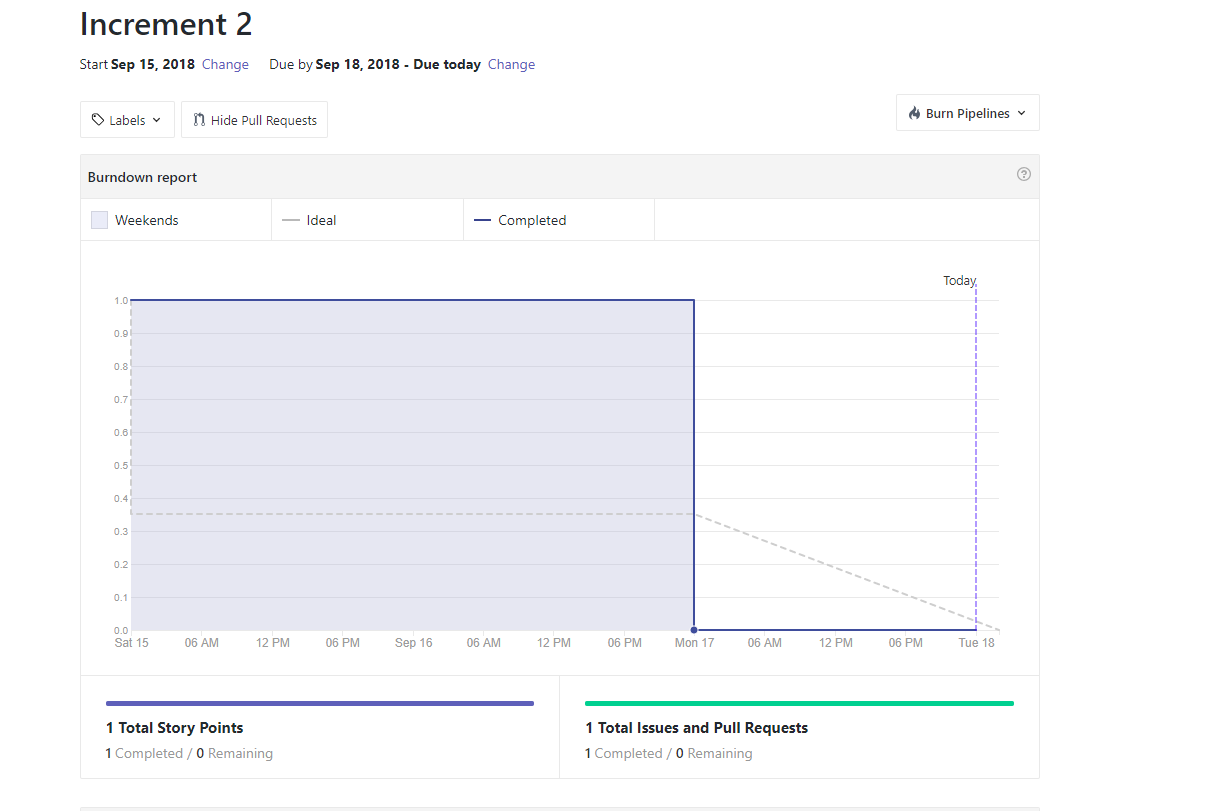 Increment 2
Start Sep 15, 2018 Change Due by Sep 18, 2018 - Due today Change
Labels Hide Pull Requests Burn Pipelines
Burndown report
Weekends Ideal Completed
Today
1.0
0.9
0.8
0.7
0.6
0.5
0.4
0.3
0.2
0.1
0.0
Sat 15 06 AM 12 PM 06 PM Sep 16 06 AM 12 PM 06 PM Mon 17 06 AM 12 PM 06 PM Tue 18
1 Total Story Points
1 Completed / 0 Remaining
1 Total Issues and Pull Requests
1 Completed / 0 Remaining